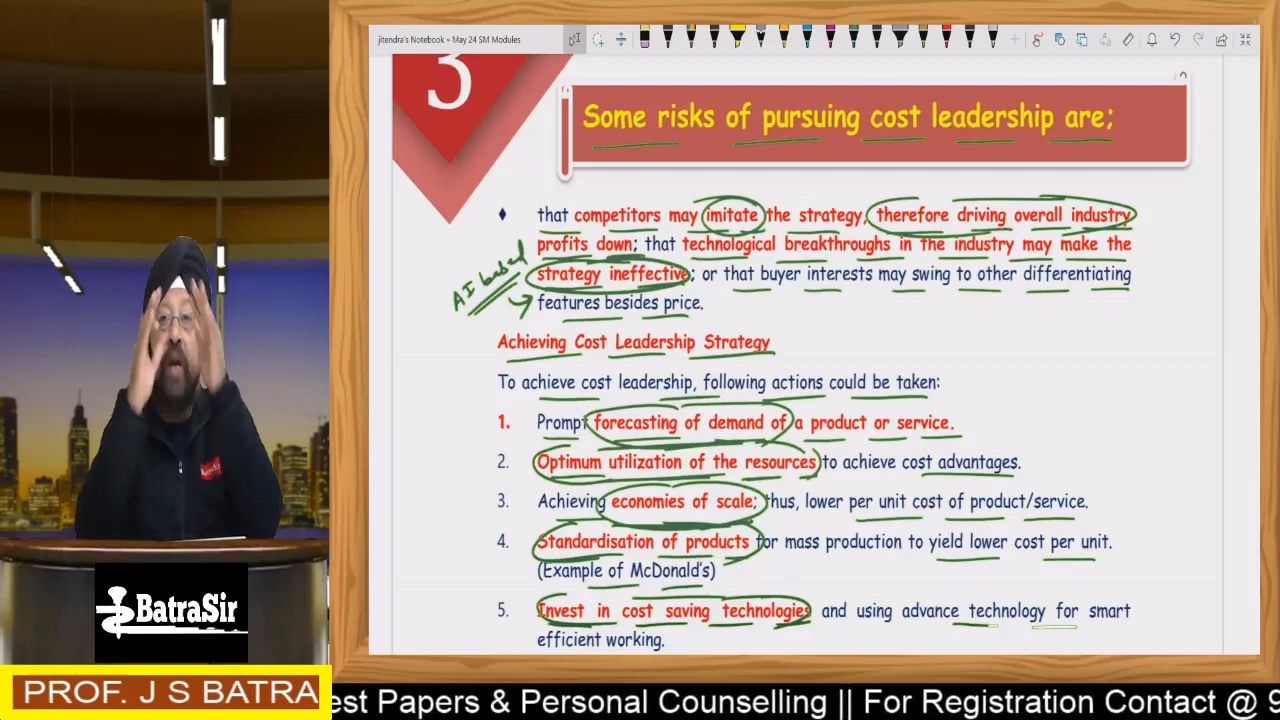 jitendra's Notebook » May 24 SM Modules
3
Some risks of pursuing cost leadership are;
♦ that competitors may imitate the strategy, therefore driving overall industry
profits down; that technological breakthroughs in the industry may make the
AI based
strategy ineffective; or that buyer interests may swing to other differentiating
features besides price.
Achieving Cost Leadership Strategy
To achieve cost leadership, following actions could be taken:
1. Prompt forecasting of demand of a product or service.
2. Optimum utilization of the resources to achieve cost advantages.
3. Achieving economies of scale; thus, lower per unit cost of product/service.
4. Standardisation of products for mass production to yield lower cost per unit.
(Example of McDonald's)
5. Invest in cost saving technologies and using advance technology for smart
efficient working.
BatraSir
PROF. J S BATRA
est Papers & Personal Counselling || For Registration Contact @ 9